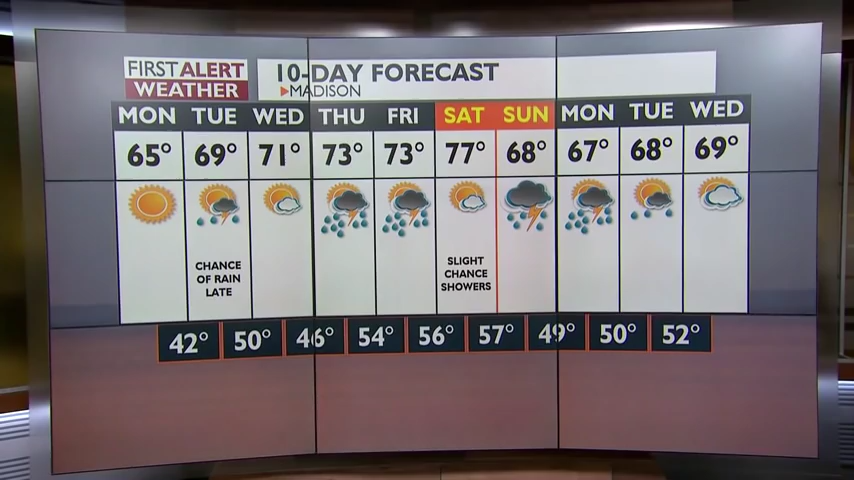 FIRST ALERT
WEATHER
10-DAY FORECAST
MADISON
MON TUE WED THU FRI SAT SUN MON TUE WED
65° 69° 71° 73° 73° 77° 68° 67° 68° 69°
CHANCE
OF RAIN
LATE
SLIGHT
CHANCE
SHOWERS
42° 50° 46° 54° 56° 57° 49° 50° 52°